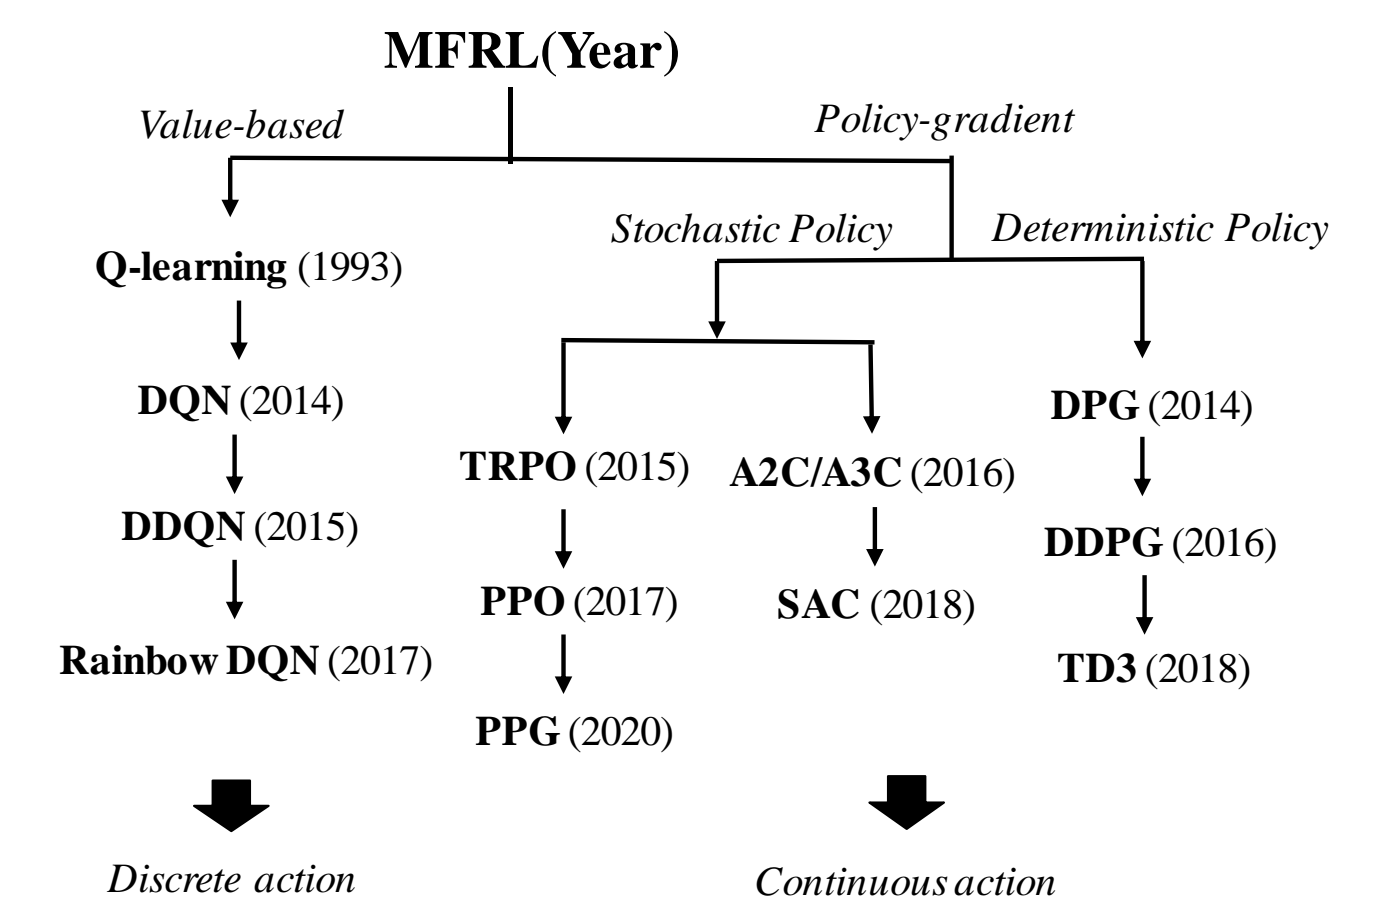 MFRL(Year)
Value-based
Policy-gradient
Stochastic Policy
Deterministic Policy
Q-learning (1993)
DQN (2014)
DDQN (2015)
Rainbow DQN (2017)
TRPO (2015)
PPO (2017)
PPG (2020)
A2C/A3C (2016)
SAC (2018)
DPG (2014)
DDPG (2016)
TD3 (2018)
Discrete action
Continuous action